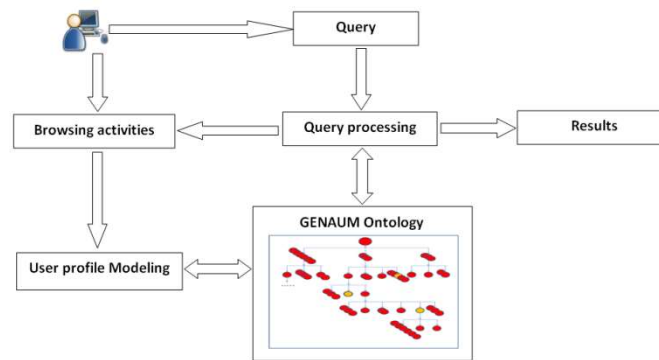 Query
Browsing activities
Query processing
Results
GENAUM Ontology
User profile Modeling